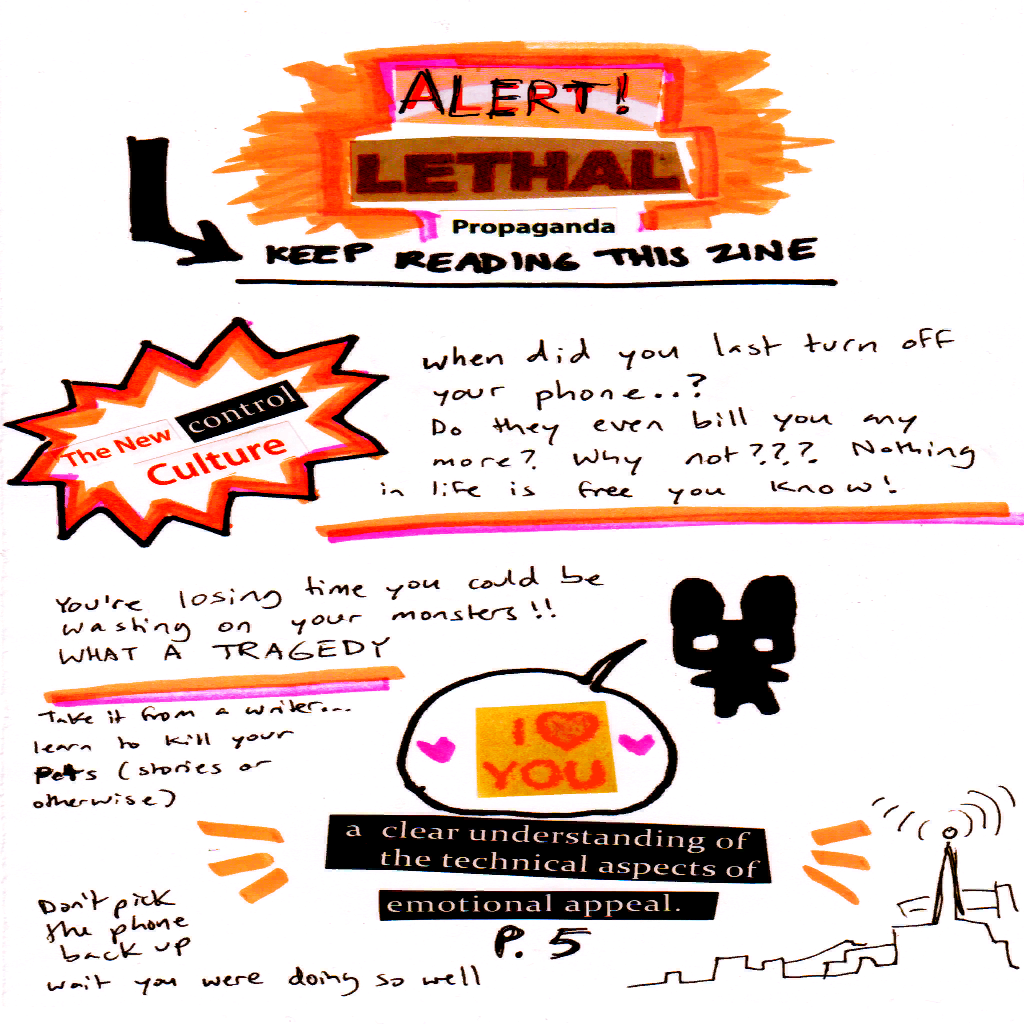 ALERT!
LETHAL
Propaganda
KEEP READING THIS ZINE
The New control
Culture
when did you last turn off
your phone...?
Do they even bill you any
more? Why not???. Nothing
in life is free you know!
You're losing time you could be
wasting on your monsters!!
WHAT A TRAGEDY
Take it from a writer...
learn to kill your
Pets (stories or
otherwise)
I ♥
YOU
a clear understanding of
the technical aspects of
emotional appeal.
P. 5
Don't pick
the phone
back up
wait you were doing so well